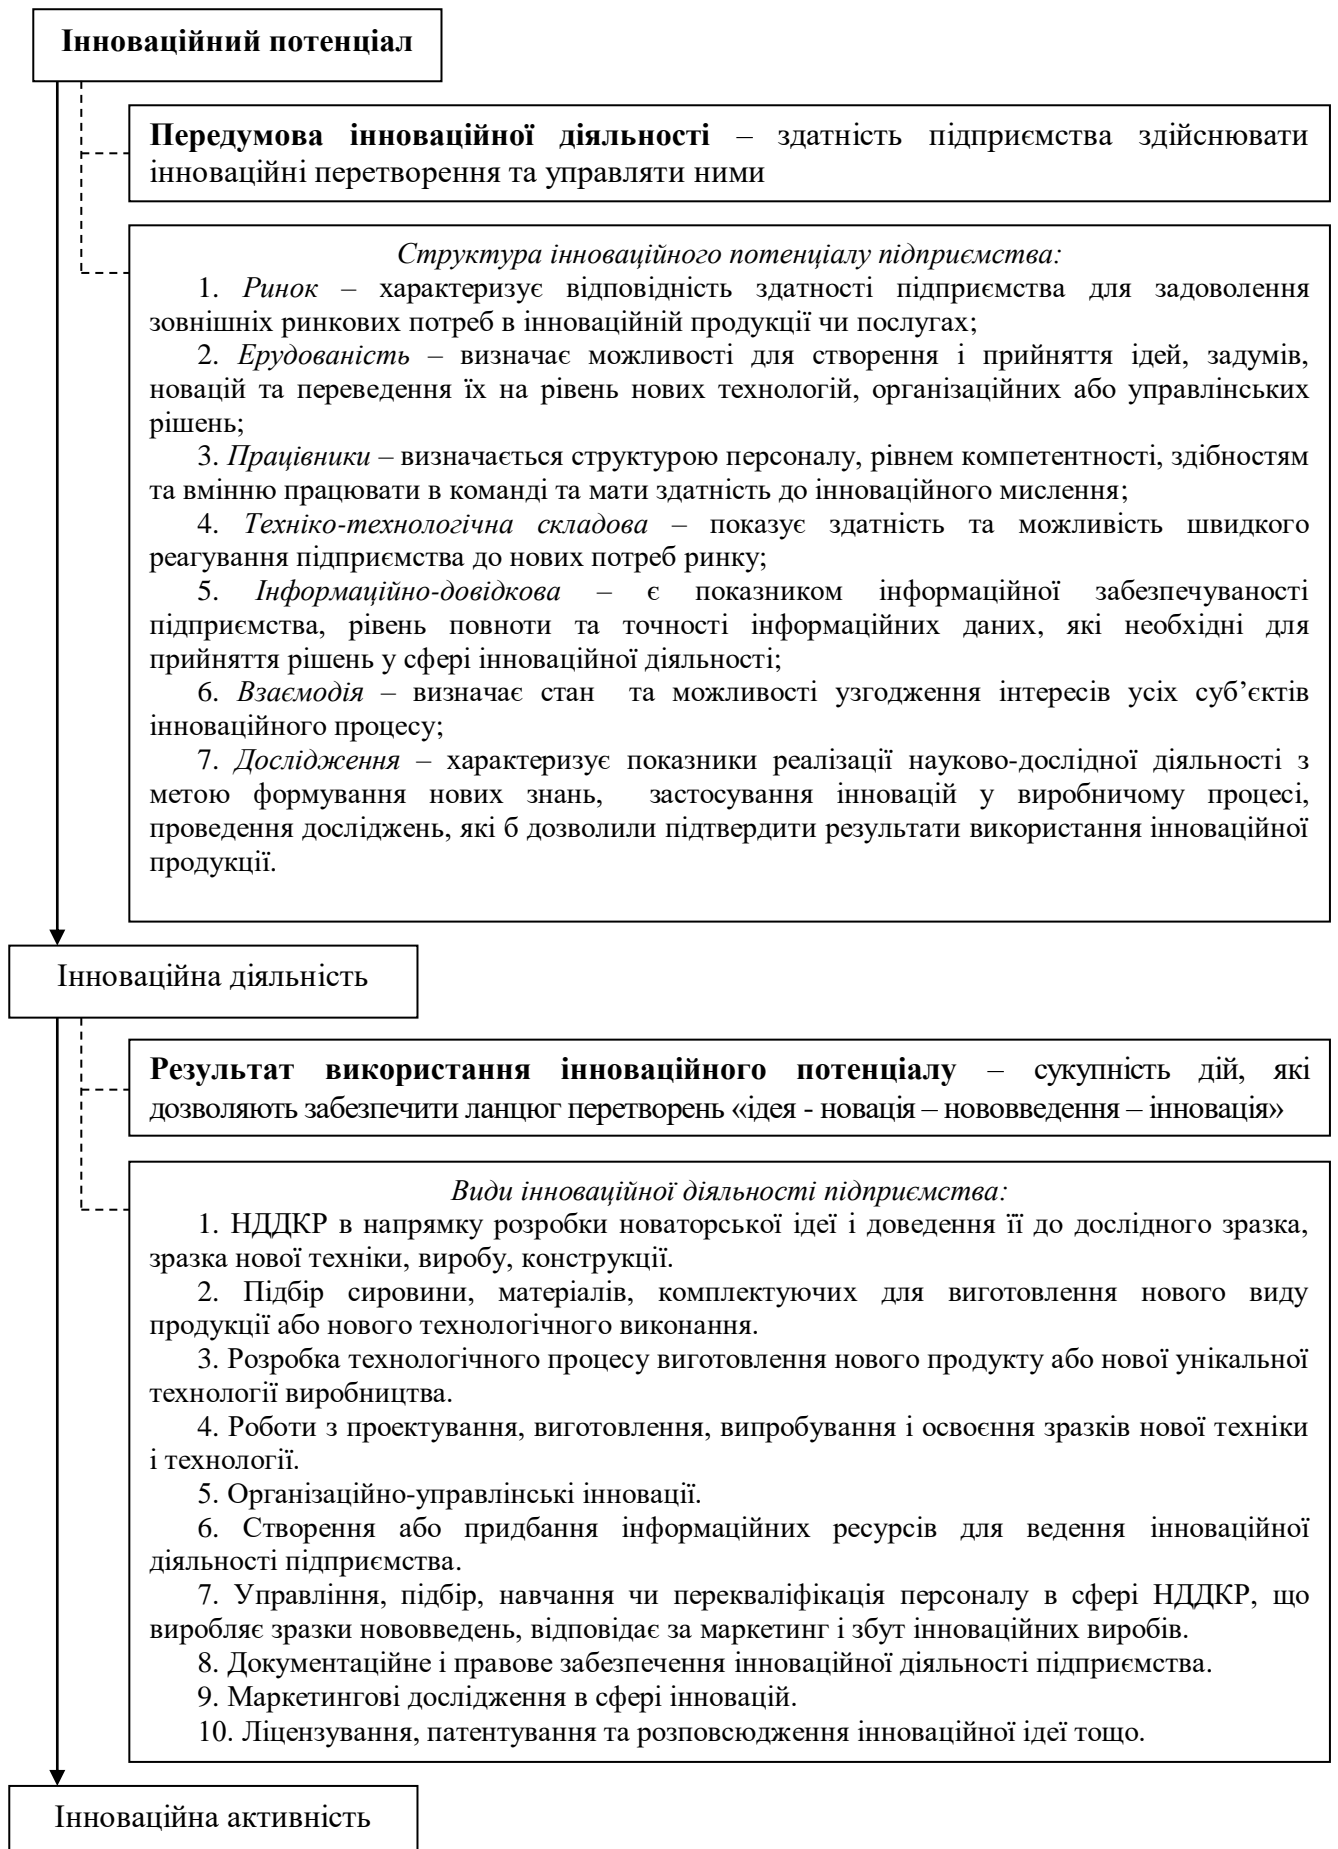 Інноваційний потенціал
Передумова інноваційної діяльності – здатність підприємства здійснювати
інноваційні перетворення та управляти ними
Структура інноваційного потенціалу підприємства:
1. Ринок – характеризує відповідність здатності підприємства для задоволення
зовнішніх ринкових потреб в інноваційній продукції чи послугах;
2. Ерудованість – визначає можливості для створення і прийняття ідей, задумів,
новацій та переведення їх на рівень нових технологій, організаційних або управлінських
рішень;
3. Працівники – визначається структурою персоналу, рівнем компетентності, здібностям
та вмінню працювати в команді та мати здатність до інноваційного мислення;
4. Техніко-технологічна складова – показує здатність та можливість швидкого
реагування підприємства до нових потреб ринку;
5. Інформаційно-довідкова – є показником інформаційної забезпечуваності
підприємства, рівень повноти та точності інформаційних даних, які необхідні для
прийняття рішень у сфері інноваційної діяльності;
6. Взаємодія – визначає стан та можливості узгодження інтересів усіх суб’єктів
інноваційного процесу;
7. Дослідження – характеризує показники реалізації науково-дослідної діяльності з
метою формування нових знань, застосування інновацій у виробничому процесі,
проведення досліджень, які б дозволили підтвердити результати використання інноваційної
продукції.
Інноваційна діяльність
Результат використання інноваційного потенціалу – сукупність дій, які
дозволяють забезпечити ланцюг перетворень «ідея - новація – нововведення – інновація»
Види інноваційної діяльності підприємства:
1. НДДКР в напрямку розробки новаторської ідеї і доведення її до дослідного зразка,
зразка нової техніки, виробу, конструкції.
2. Підбір сировини, матеріалів, комплектуючих для виготовлення нового виду
продукції або нового технологічного виконання.
3. Розробка технологічного процесу виготовлення нового продукту або нової унікальної
технології виробництва.
4. Роботи з проектування, виготовлення, випробування і освоєння зразків нової техніки
і технології.
5. Організаційно-управлінські інновації.
6. Створення або придбання інформаційних ресурсів для ведення інноваційної
діяльності підприємства.
7. Управління, підбір, навчання чи перекваліфікація персоналу в сфері НДДКР, що
виробляє зразки нововведень, відповідає за маркетинг і збут інноваційних виробів.
8. Документаційне і правове забезпечення інноваційної діяльності підприємства.
9. Маркетингові дослідження в сфері інновацій.
10. Ліцензування, патентування та розповсюдження інноваційної ідеї тощо.
Інноваційна активність